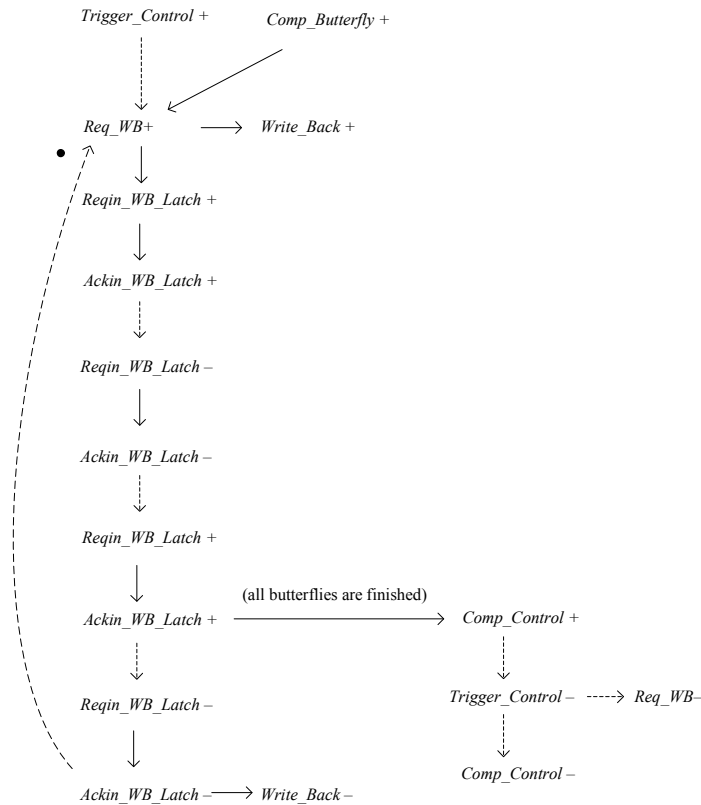 Trigger_Control +
Comp_Butterfly +
Req_WB+
Write_Back +
Reqin_WB_Latch +
Ackin_WB_Latch +
Reqin_WB_Latch –
Ackin_WB_Latch –
Reqin_WB_Latch +
(all butterflies are finished)
Ackin_WB_Latch +
Comp_Control +
Reqin_WB_Latch –
Trigger_Control –
Req_WB–
Comp_Control –
Ackin_WB_Latch –
Write_Back –